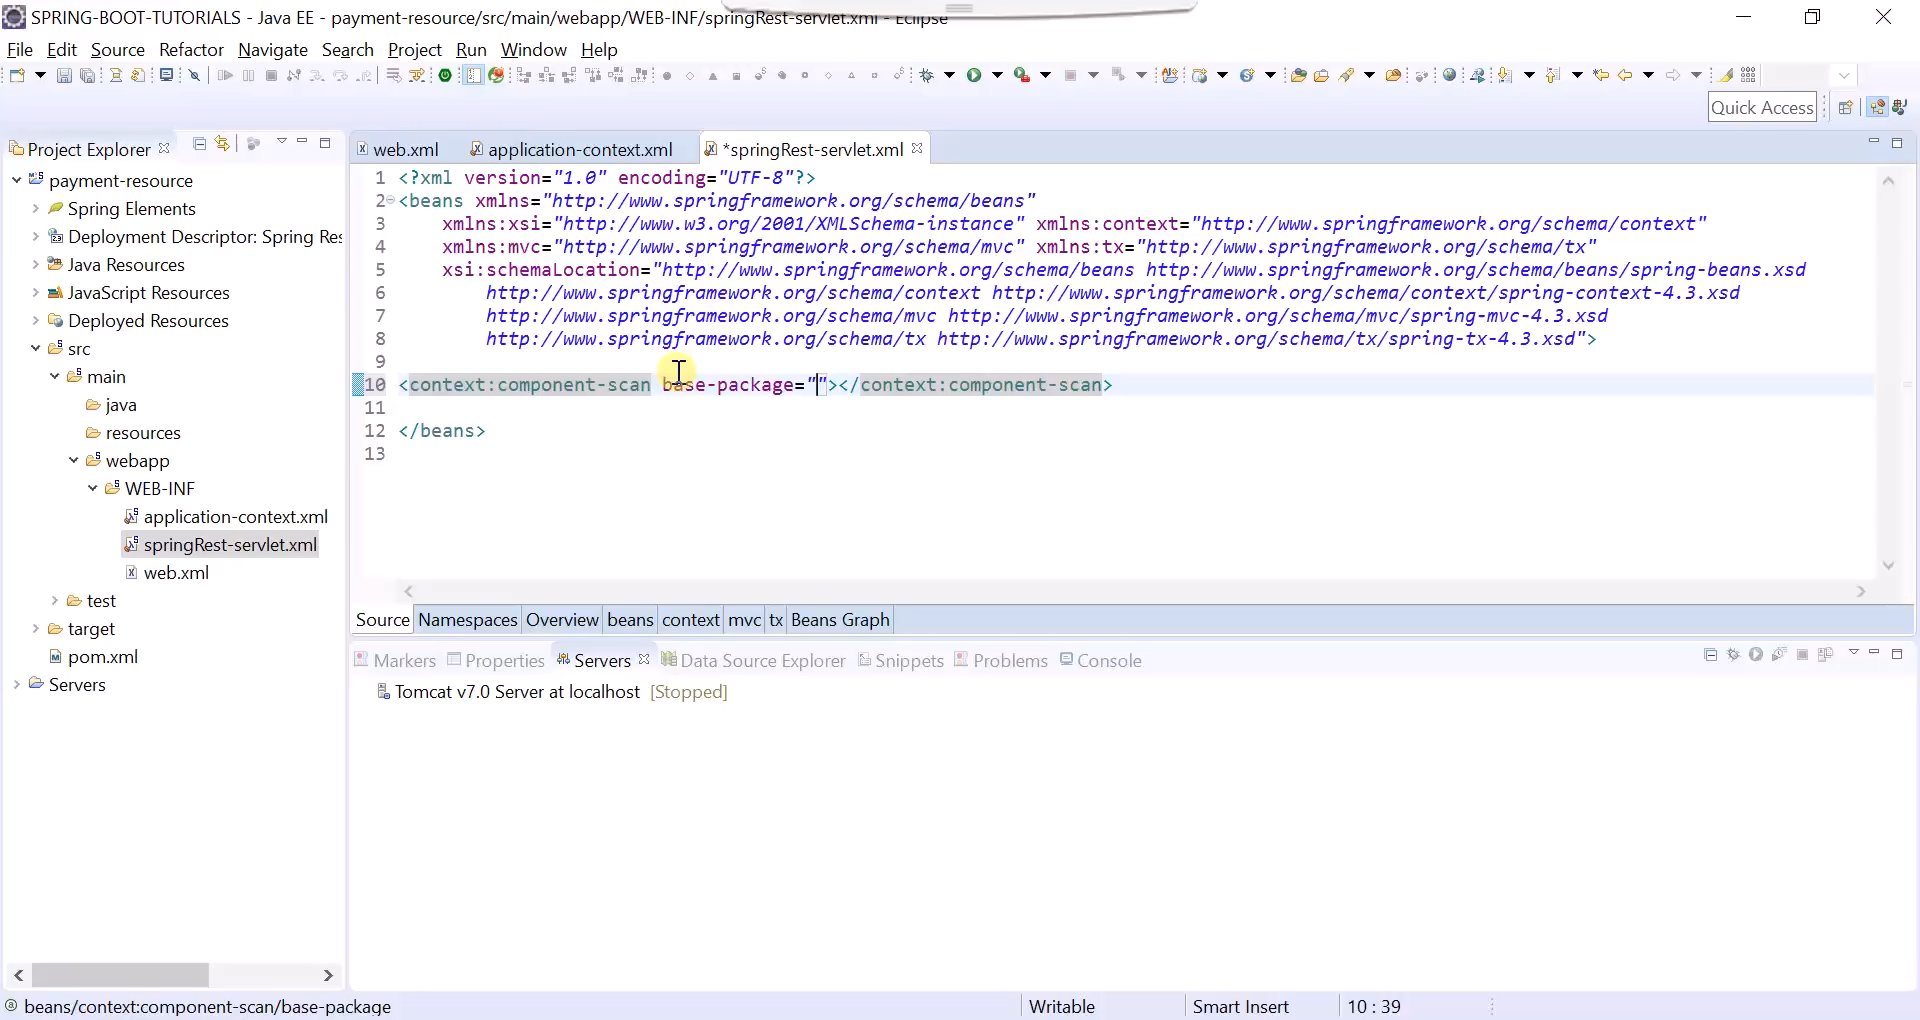 SPRING-BOOT-TUTORIALS - Java EE - payment-resource/src/main/webapp/WEB-INF/springRest-servlet.xml - Eclipse
File Edit Source Refactor Navigate Search Project Run Window Help
Quick Access
Project Explorer
payment-resource
Spring Elements
Deployment Descriptor: Spring Res
Java Resources
JavaScript Resources
Deployed Resources
src
main
java
resources
webapp
WEB-INF
application-context.xml
springRest-servlet.xml
web.xml
test
target
pom.xml
Servers
web.xml application-context.xml *springRest-servlet.xml
1 <?xml version="1.0" encoding="UTF-8"?>
2 <beans xmlns="http://www.springframework.org/schema/beans"
3 xmlns:xsi="http://www.w3.org/2001/XMLSchema-instance" xmlns:context="http://www.springframework.org/schema/context"
4 xmlns:mvc="http://www.springframework.org/schema/mvc" xmlns:tx="http://www.springframework.org/schema/tx"
5 xsi:schemaLocation="http://www.springframework.org/schema/beans http://www.springframework.org/schema/beans/spring-beans.xsd
6 http://www.springframework.org/schema/context http://www.springframework.org/schema/context/spring-context-4.3.xsd
7 http://www.springframework.org/schema/mvc http://www.springframework.org/schema/mvc/spring-mvc-4.3.xsd
8 http://www.springframework.org/schema/tx http://www.springframework.org/schema/tx/spring-tx-4.3.xsd">
9
10 <context:component-scan base-package=""></context:component-scan>
11
12 </beans>
13
Source Namespaces Overview beans context mvc tx Beans Graph
Markers Properties Servers Data Source Explorer Snippets Problems Console
Tomcat v7.0 Server at localhost [Stopped]
beans/context:component-scan/base-package
Writable Smart Insert 10 : 39